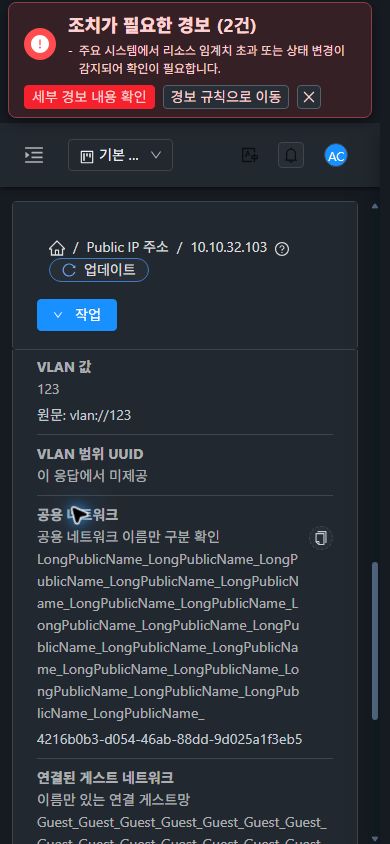 조치가 필요한 경보 (2건)
- 주요 시스템에서 리소스 임계치 초과 또는 상태 변경이
감지되어 확인이 필요합니다.
세부 경보 내용 확인
경보 규칙으로 이동
기본 ...
AC
/ Public IP 주소 / 10.10.32.103
업데이트
작업
VLAN 값
123
원문: vlan://123
VLAN 범위 UUID
이 응답에서 미제공
공용 네트워크
공용 네트워크 이름만 구분 확인
LongPublicName_LongPublicName_LongP
ublicName_LongPublicName_LongPublicN
ame_LongPublicName_LongPublicName_L
ongPublicName_LongPublicName_LongPu
blicName_LongPublicName_LongPublicNa
me_LongPublicName_LongPublicName_Lo
ngPublicName_LongPublicName_LongPub
licName_LongPublicName_
4216b0b3-d054-46ab-88dd-9d025a1f3eb5
연결된 게스트 네트워크
이름만 있는 연결 게스트망
Guest_Guest_Guest_Guest_Guest_Guest_Guest_